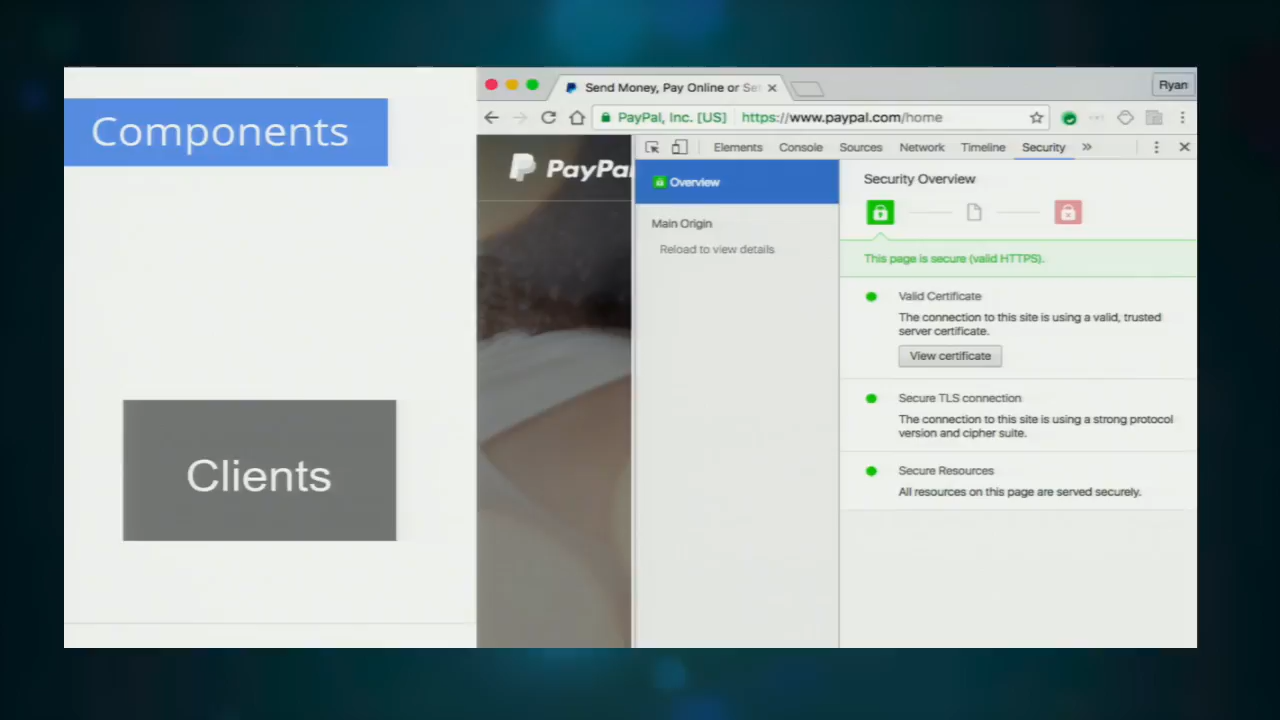 Components
Clients
Send Money, Pay Online or Se
Ryan
PayPal, Inc. [US] https://www.paypal.com/home
Elements Console Sources Network Timeline Security »
PayPal
Overview
Main Origin
Reload to view details
Security Overview
This page is secure (valid HTTPS).
Valid Certificate
The connection to this site is using a valid, trusted
server certificate.
View certificate
Secure TLS connection
The connection to this site is using a strong protocol
version and cipher suite.
Secure Resources
All resources on this page are served securely.